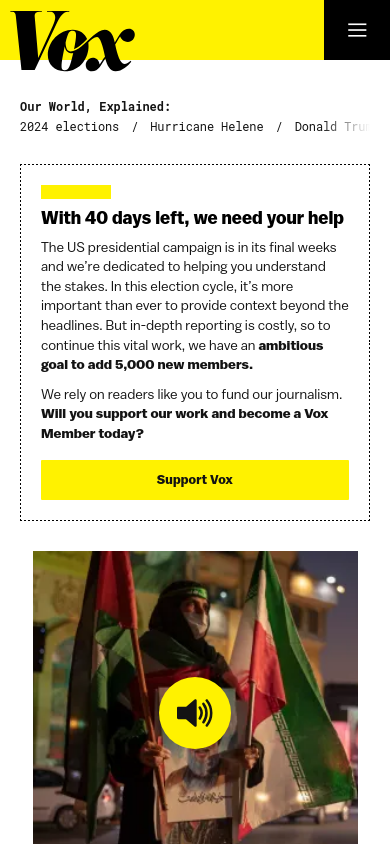 Vox
Our World, Explained:
2024 elections / Hurricane Helene / Donald Trum
With 40 days left, we need your help
The US presidential campaign is in its final weeks
and we’re dedicated to helping you understand
the stakes. In this election cycle, it’s more
important than ever to provide context beyond the
headlines. But in-depth reporting is costly, so to
continue this vital work, we have an ambitious
goal to add 5,000 new members.
We rely on readers like you to fund our journalism.
Will you support our work and become a Vox
Member today?
Support Vox